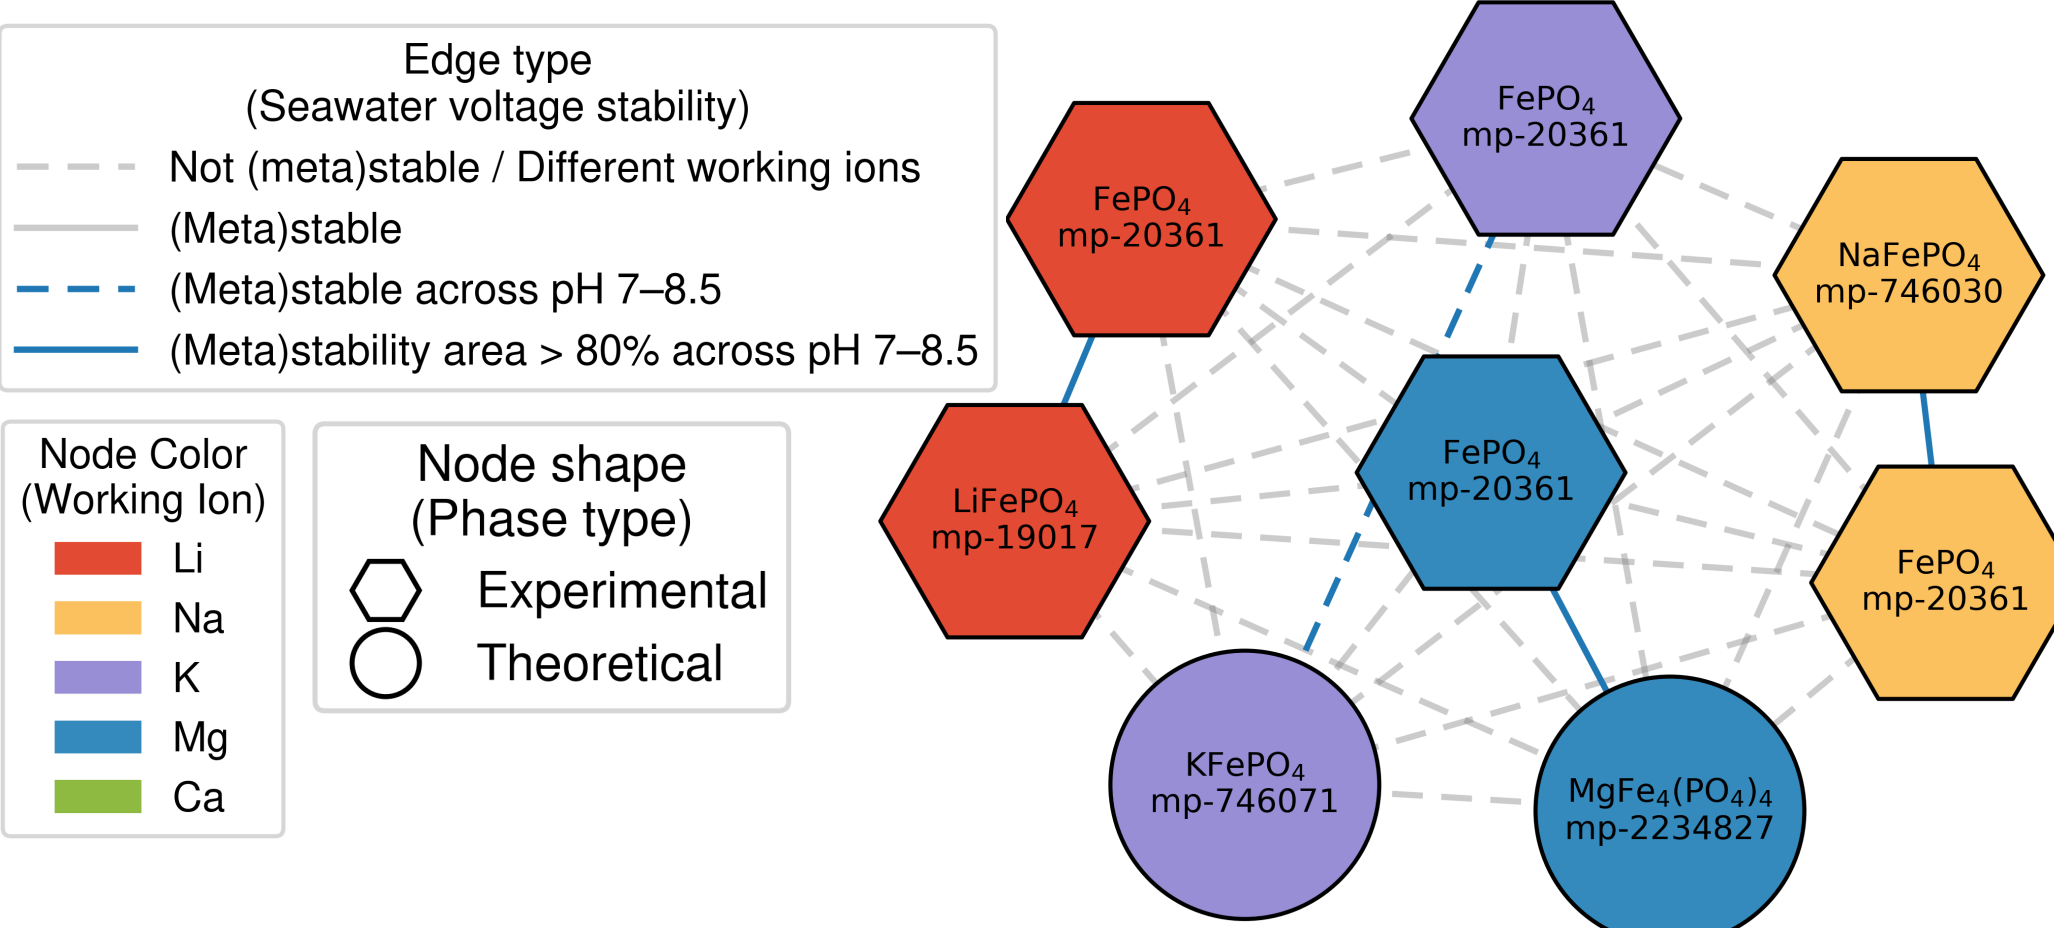 Edge type
(Seawater voltage stability)
Not (meta)stable / Different working ions
(Meta)stable
(Meta)stable across pH 7–8.5
(Meta)stability area > 80% across pH 7–8.5
Node Color
(Working Ion)
Li
Na
K
Mg
Ca
Node shape
(Phase type)
Experimental
Theoretical
FePO₄
mp-20361
FePO₄
mp-20361
NaFePO₄
mp-746030
LiFePO₄
mp-19017
FePO₄
mp-20361
FePO₄
mp-20361
KFePO₄
mp-746071
MgFe₄(PO₄)₄
mp-2234827